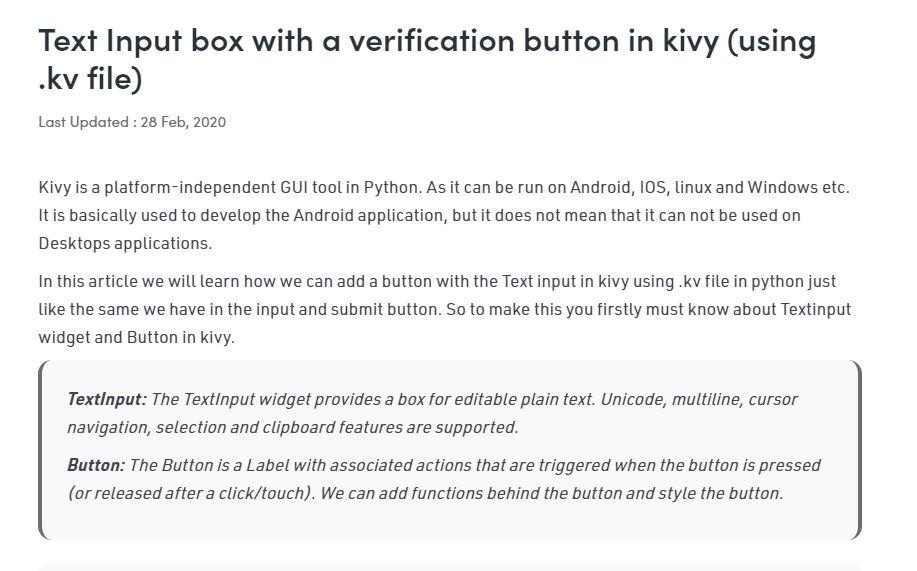 Text Input box with a verification button in kivy (using
.kv file)
Last Updated : 28 Feb, 2020
Kivy is a platform-independent GUI tool in Python. As it can be run on Android, IOS, linux and Windows etc.
It is basically used to develop the Android application, but it does not mean that it can not be used on
Desktops applications.
In this article we will learn how we can add a button with the Text input in kivy using .kv file in python just
like the same we have in the input and submit button. So to make this you firstly must know about Textinput
widget and Button in kivy.
TextInput: The TextInput widget provides a box for editable plain text. Unicode, multiline, cursor
navigation, selection and clipboard features are supported.
Button: The Button is a Label with associated actions that are triggered when the button is pressed
(or released after a click/touch). We can add functions behind the button and style the button.